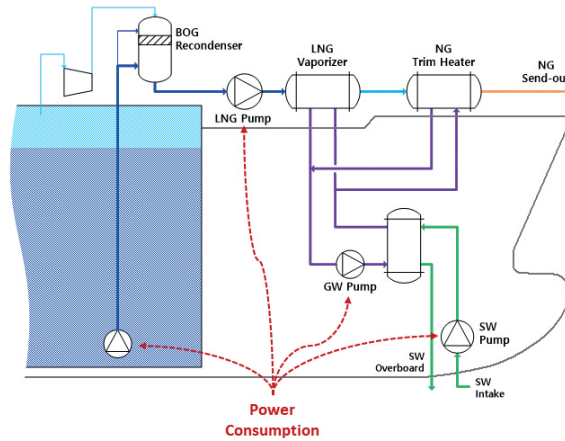 BOG
Recondenser
LNG
Vaporizer
NG
Trim Heater
NG
Send-out
LNG Pump
GW Pump
SW
Pump
SW
Overboard
SW
Intake
Power
Consumption